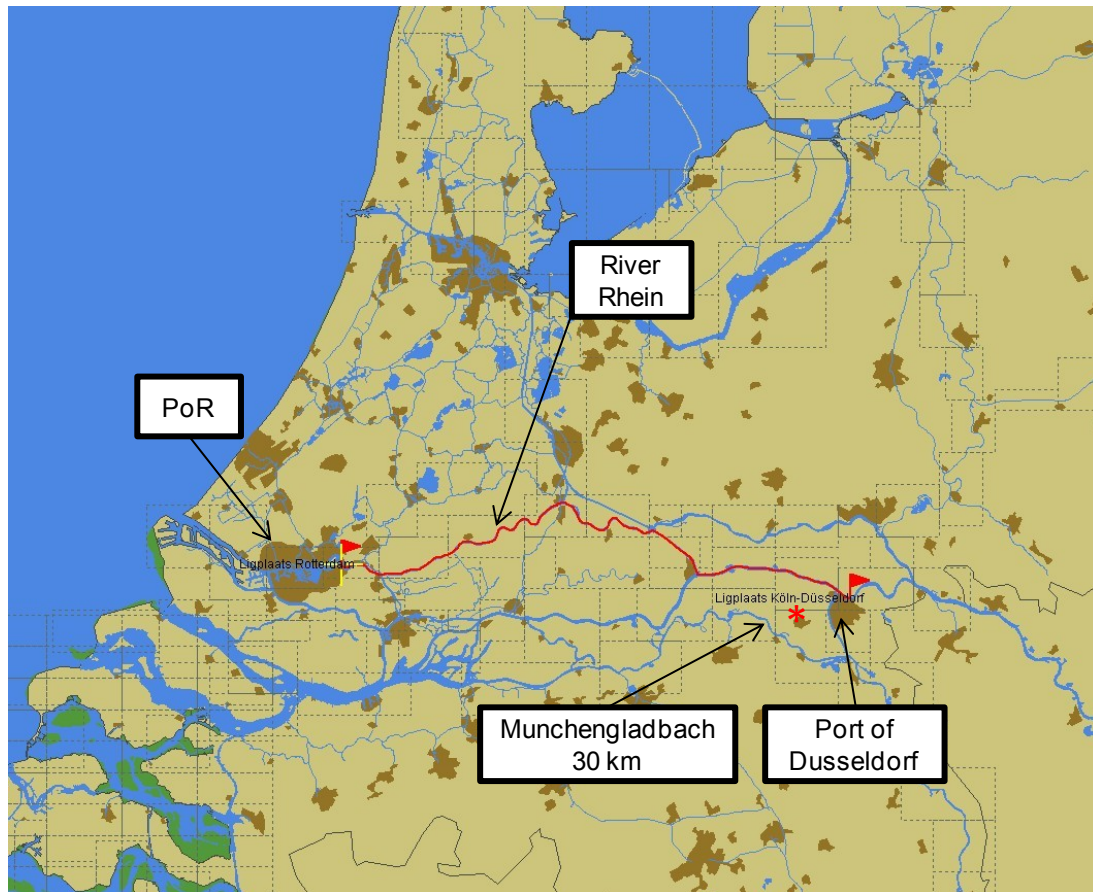 River
Rhein
PoR
Ligplaats Rotterdam
Ligplaats Köln-Düsseldorf
Munchengladbach
30 km
Port of
Dusseldorf